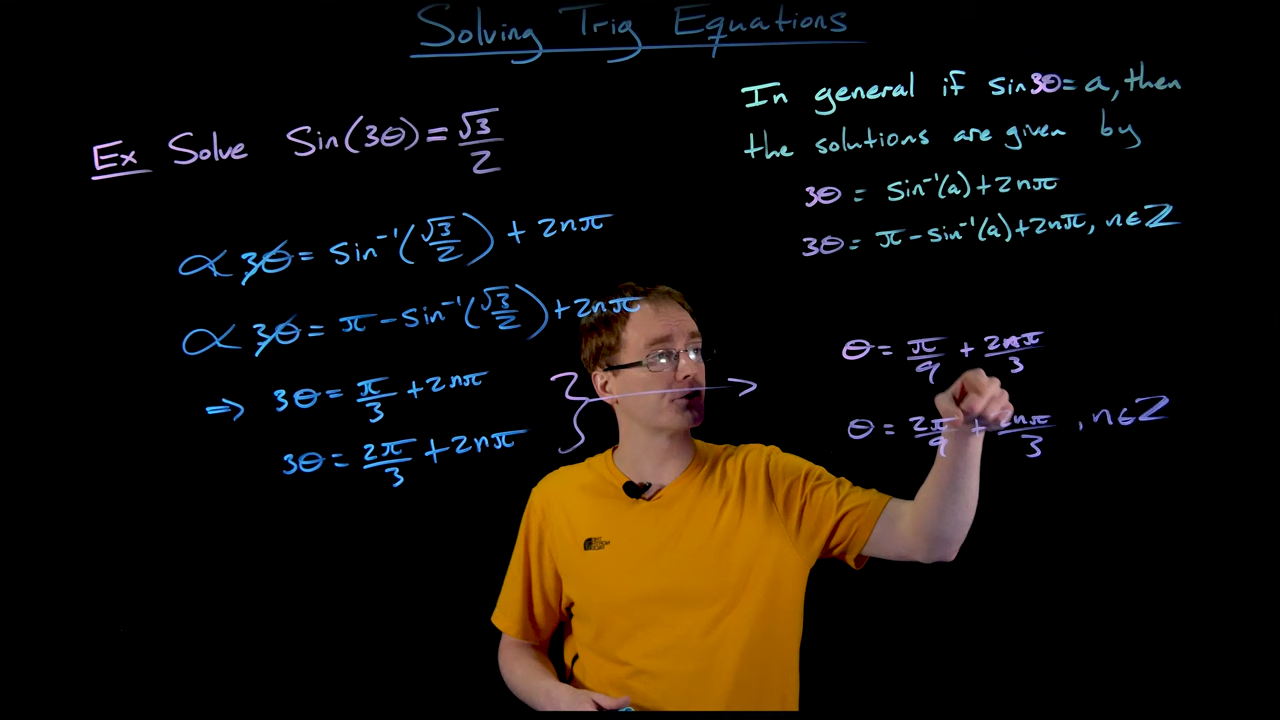 Solving Trig Equations
Ex Solve Sin(3θ) = √3/2
α 3θ = sin⁻¹(√3/2) + 2nπ
α 3θ = π − sin⁻¹(√3/2) + 2nπ
⇒ 3θ = π/3 + 2nπ
3θ = 2π/3 + 2nπ
In general if sin3θ = a, then
the solutions are given by
3θ = sin⁻¹(a) + 2nπ
3θ = π − sin⁻¹(a) + 2nπ, n∈ℤ
θ = π/9 + 2nπ/3
θ = 2π/9 + 2nπ/3 , n∈ℤ